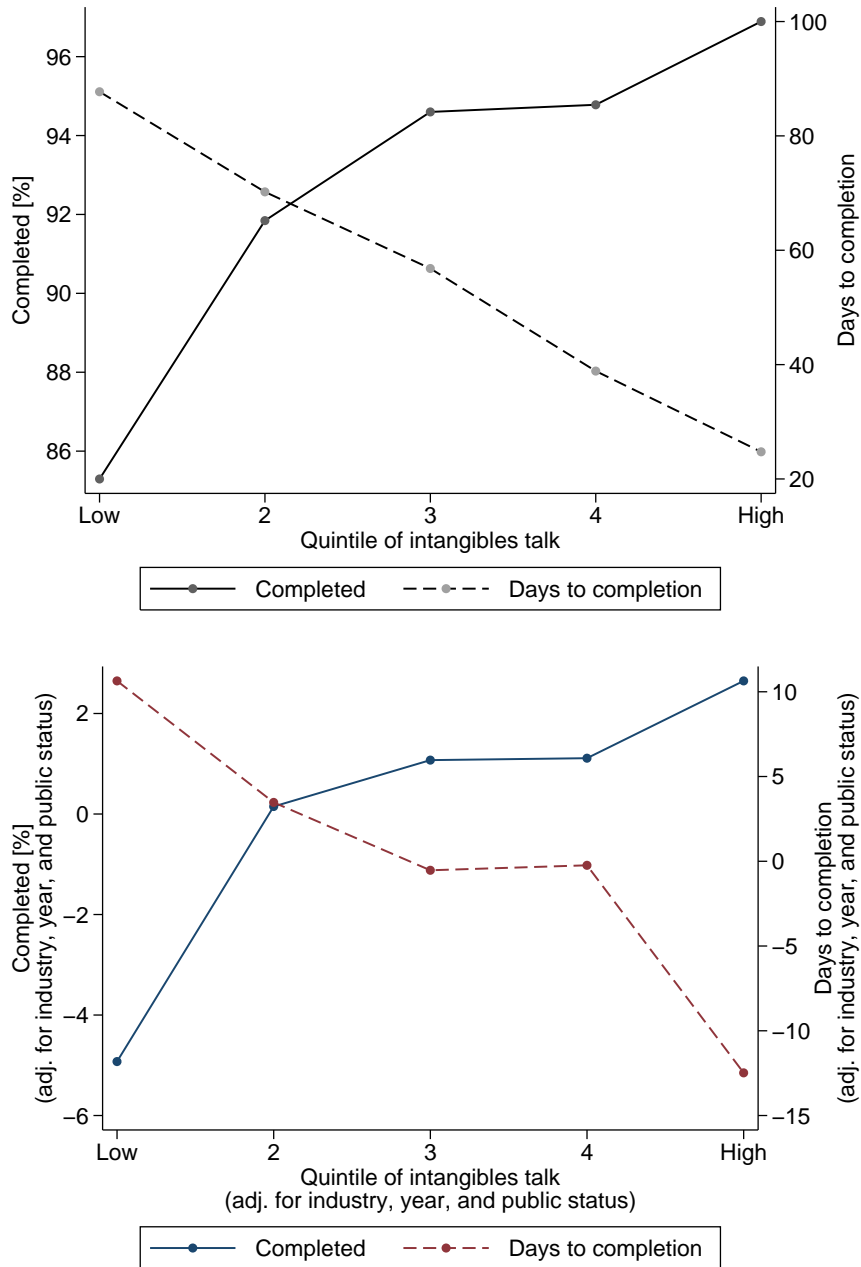 96
94
92
90
88
86
Completed [%]
100
80
60
40
20
Days to completion
Low 2 3 4 High
Quintile of intangibles talk
Completed Days to completion
2
0
−2
−4
−6
Completed [%]
(adj. for industry, year, and public status)
10
5
0
−5
−10
−15
Days to completion
(adj. for industry, year, and public status)
Low 2 3 4 High
Quintile of intangibles talk
(adj. for industry, year, and public status)
Completed Days to completion